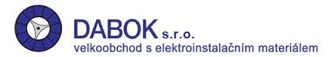 DABOK s.r.o.
velkoobchod s elektroinstalačním materiálem